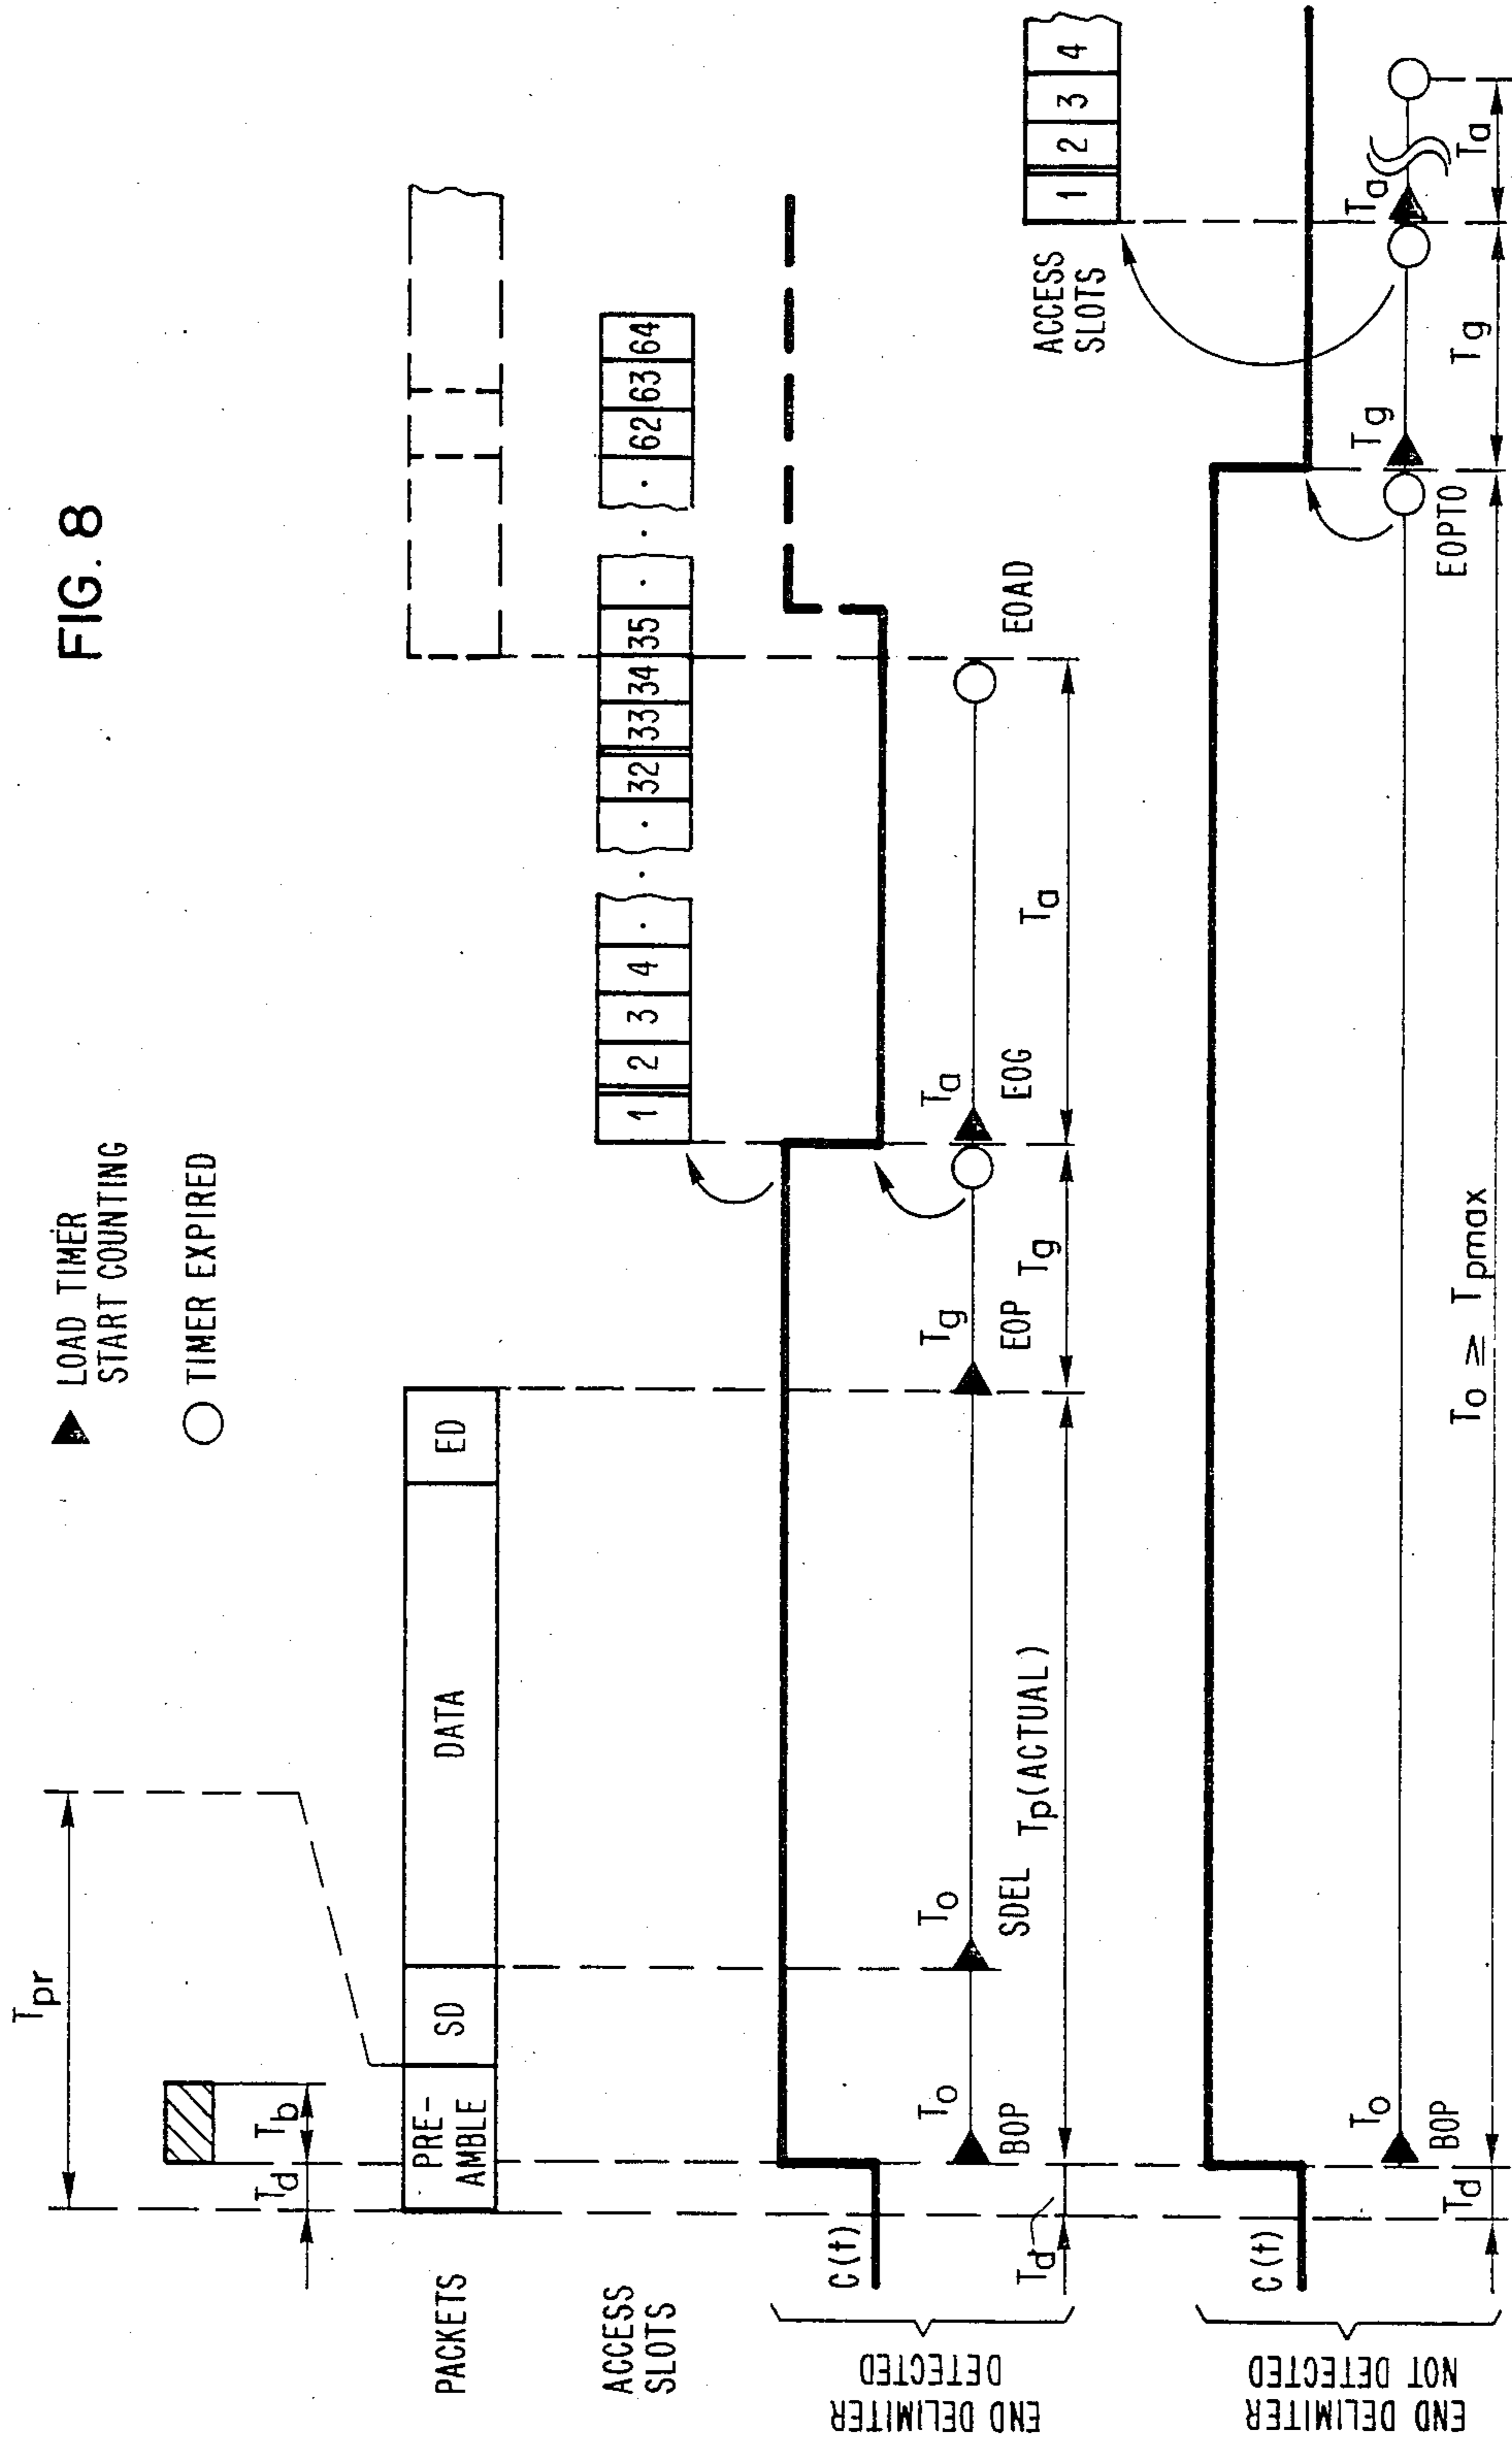 FIG. 8
▲ LOAD TIMER
START COUNTING
○ TIMER EXPIRED
Tpr
Td
Tb
PACKETS
PRE-
AMBLE
SD
DATA
ED
ACCESS
SLOTS
1 2 3 4 . . . 32 33 34 35 . . . 62 63 64
END DELIMITER
DETECTED
C(t)
To
To
Tg
Ta
BOP
SDEL
EOP
EOG
EOAD
Td
Tp(ACTUAL)
Tg
Ta
ACCESS
SLOTS
1 2 3 4
END DELIMITER
NOT DETECTED
C(t)
To
Tg
Ta
BOP
EOPTO
Td
To ≥ Tpmax
Tg
Ta